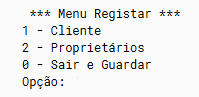 *** Menu Registar ***
1 - Cliente
2 - Proprietários
0 - Sair e Guardar
Opção: